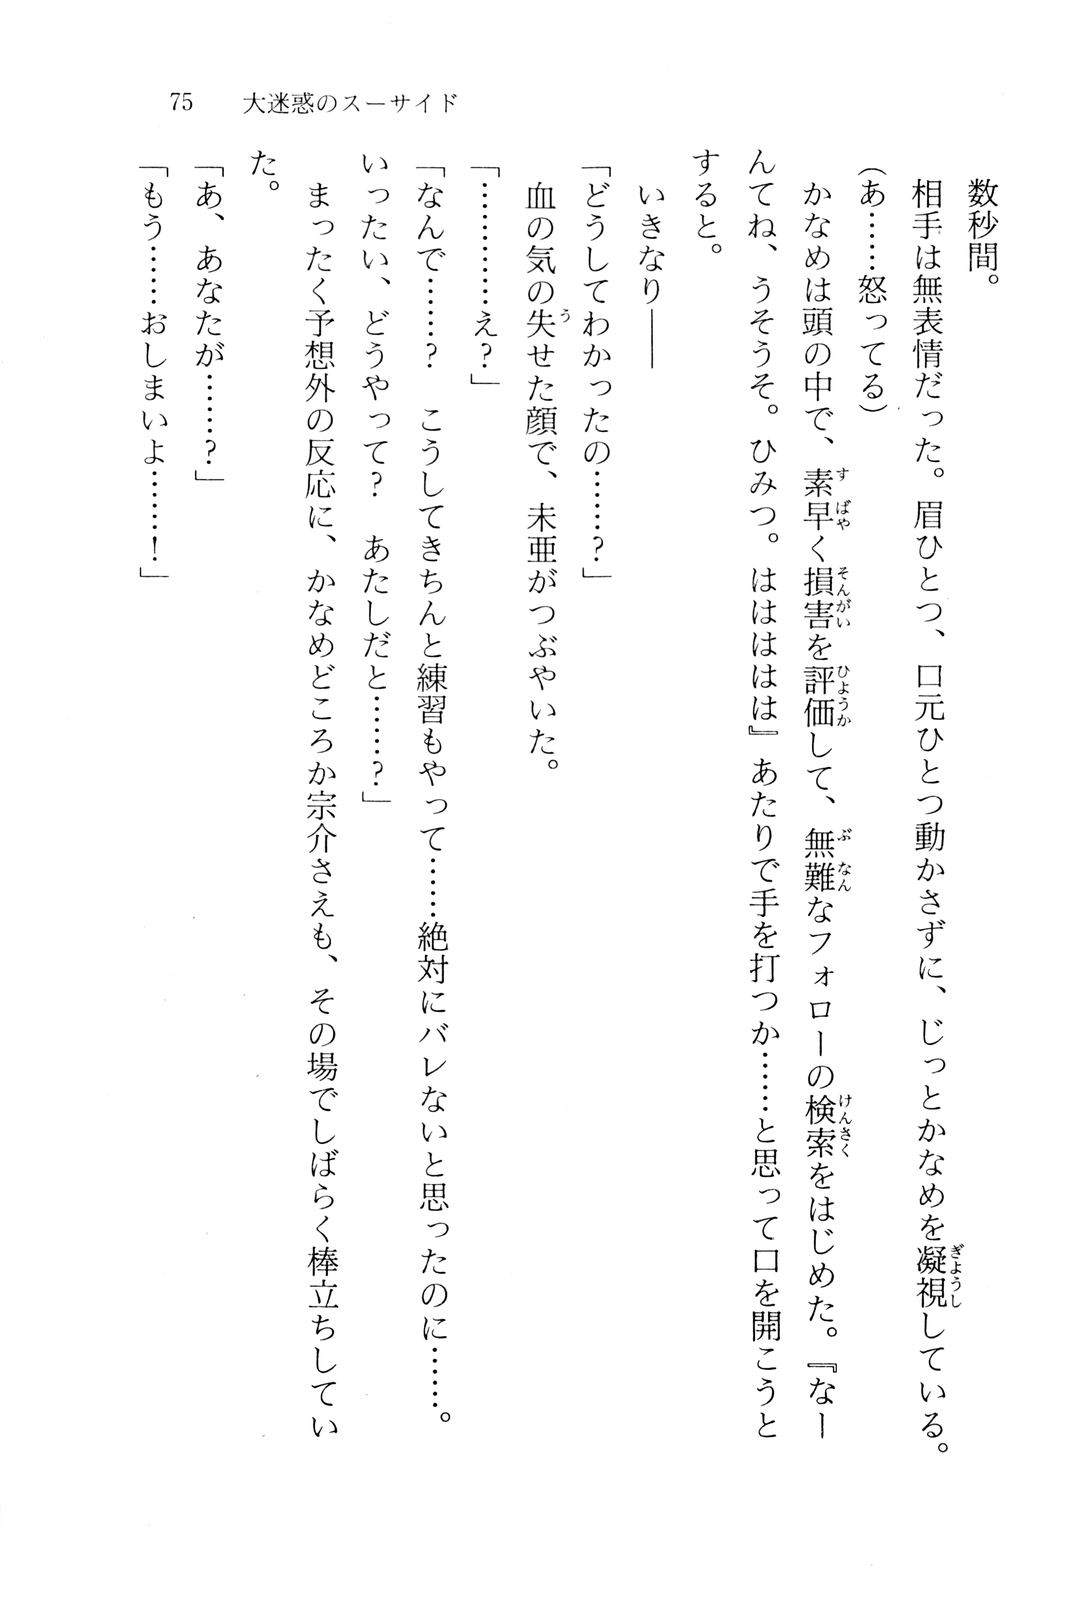 75　大迷惑のスーサイド
数秒間。
相手は無表情だった。眉ひとつ、口元ひとつ動かさずに、じっとかなめを凝視している。
(あ……怒ってる)
かなめは頭の中で、素早く損害を評価して、無難なフォローの検索をはじめた。『なー
んてね、うそうそ。ひみつ。はははは』あたりで手を打つか……と思って口を開こうと
すると。
いきなり――
「どうしてわかったの……?」
血の気の失せた顔で、未亜がつぶやいた。
「…………え?」
「なんで……?　こうしてきちんと練習もやって……絶対にバレないと思ったのに……。
いったい、どうやって?　あたしだと……?」
まったく予想外の反応に、かなめどころか宗介さえも、その場でしばらく棒立ちしてい
た。
「あ、あなたが……?」
「もう……おしまいよ……!」